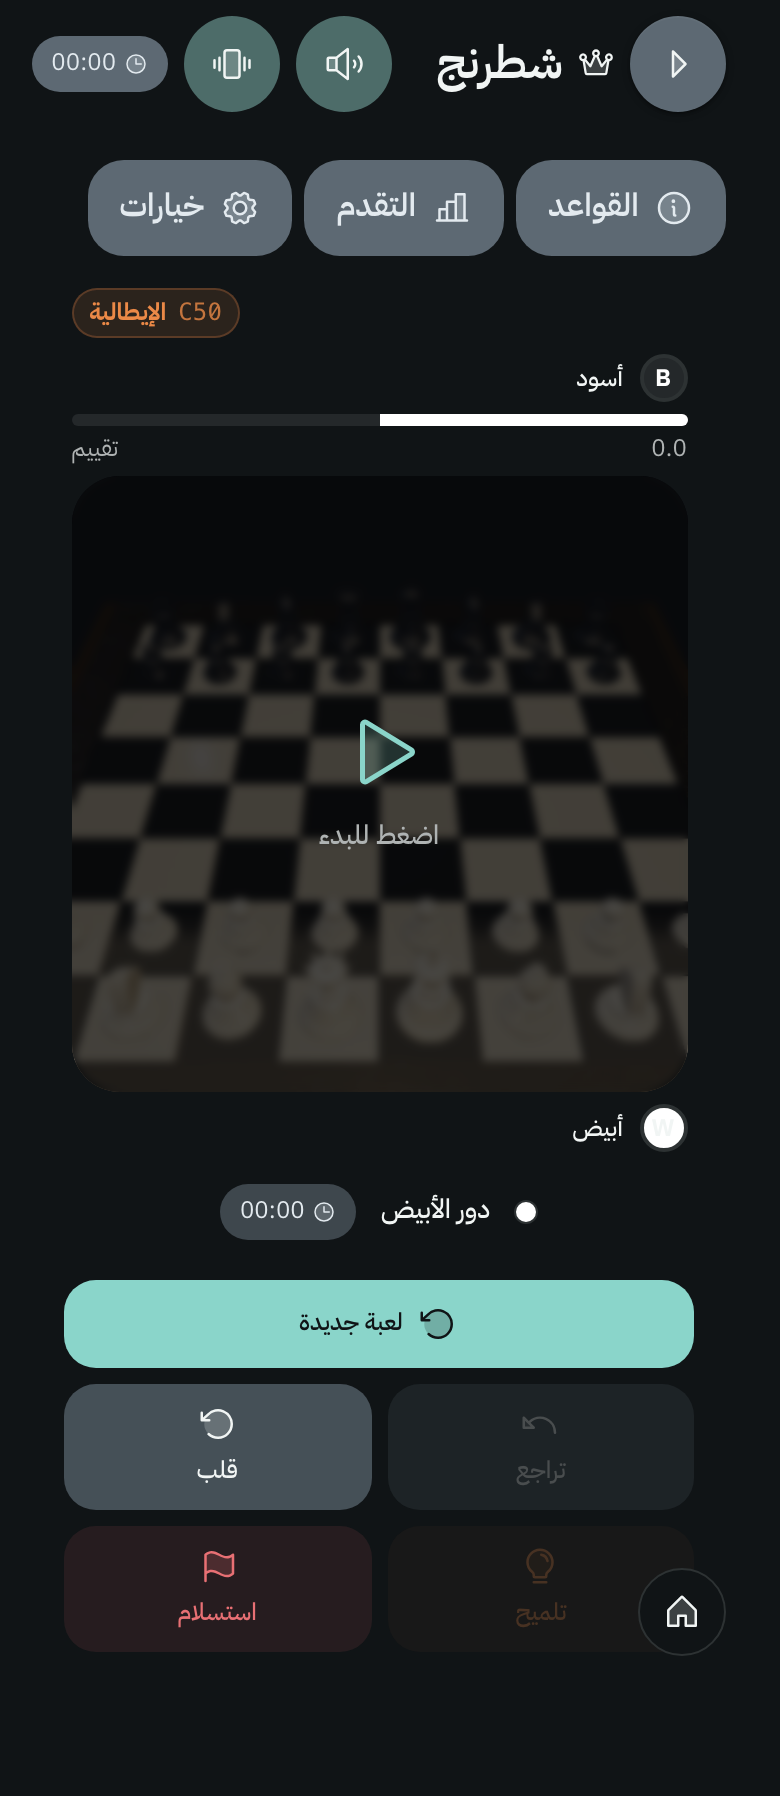 شطرنج
00:00
القواعد
التقدم
خيارات
C50 الإيطالية
B أسود
0.0
تقييم
اضغط للبدء
W أبيض
دور الأبيض 00:00
لعبة جديدة
تراجع
قلب
تلميح
استسلام